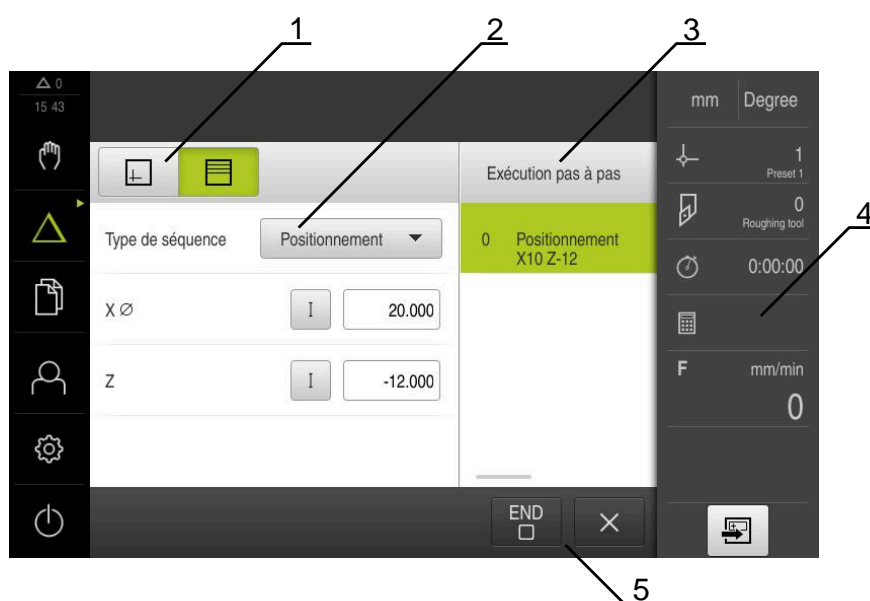 1
2
3
0
15 43
mm
Degree
Exécution pas à pas
1
Preset 1
0
Roughing tool
4
Type de séquence
Positionnement
0
Positionnement
X10 Z-12
0:00:00
X Ø
I
20.000
F
mm/min
0
Z
I
-12.000
END
5